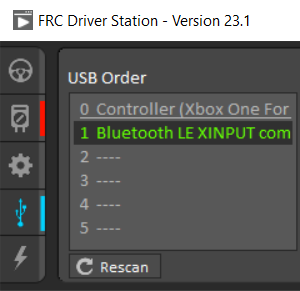 FRC Driver Station - Version 23.1
USB Order
0 Controller (Xbox One For
1 Bluetooth LE XINPUT com
2 ----
3 ----
4 ----
5 ----
Rescan